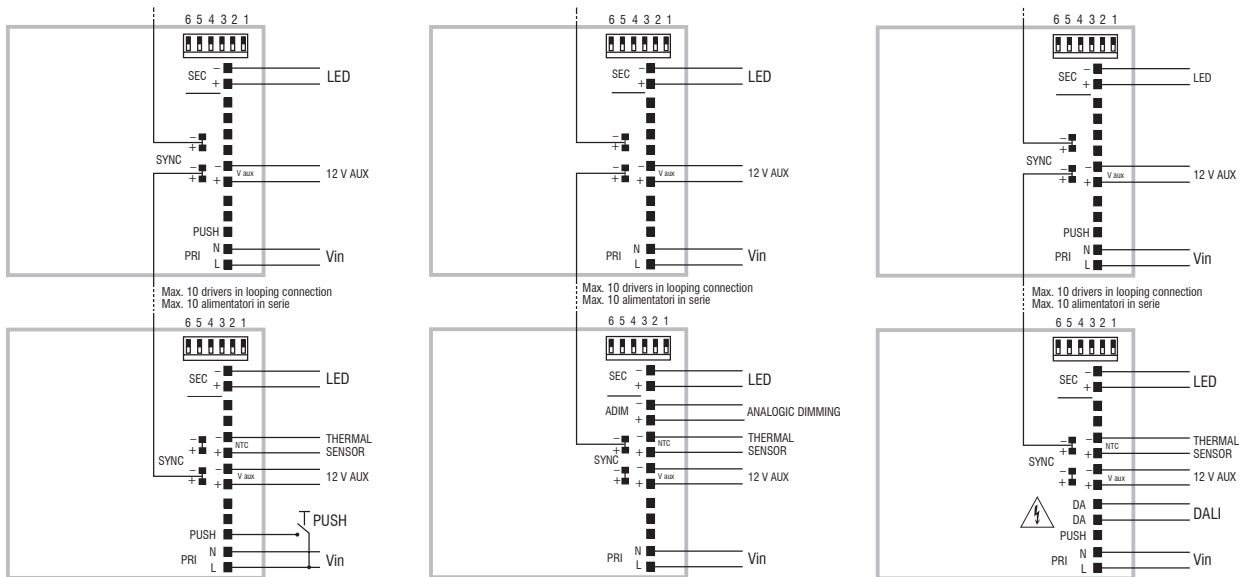 6 5 4 3 2 1
SEC
–
+
LED
–
+
SYNC
–
+
–
+
V aux
12 V AUX
PUSH
PRI
N
L
Vin
6 5 4 3 2 1
SEC
–
+
LED
–
+
–
+
–
+
V aux
12 V AUX
PRI
N
L
Vin
6 5 4 3 2 1
SEC
–
+
LED
–
+
SYNC
–
+
–
+
V aux
12 V AUX
PUSH
PRI
N
L
Vin
Max. 10 drivers in looping connection
Max. 10 alimentatori in serie
Max. 10 drivers in looping connection
Max. 10 alimentatori in serie
Max. 10 drivers in looping connection
Max. 10 alimentatori in serie
6 5 4 3 2 1
SEC
–
+
LED
–
+
–
+
NTC
THERMAL
SENSOR
SYNC
–
+
–
+
V aux
12 V AUX
PUSH
PUSH
PRI
N
L
Vin
6 5 4 3 2 1
SEC
–
+
LED
ADIM
–
+
ANALOGIC DIMMING
–
+
–
+
NTC
THERMAL
SENSOR
SYNC
–
+
–
+
V aux
12 V AUX
PRI
N
L
Vin
6 5 4 3 2 1
SEC
–
+
LED
–
+
–
+
NTC
THERMAL
SENSOR
SYNC
–
+
–
+
V aux
12 V AUX
DA
DA
DALI
PUSH
PRI
N
L
Vin